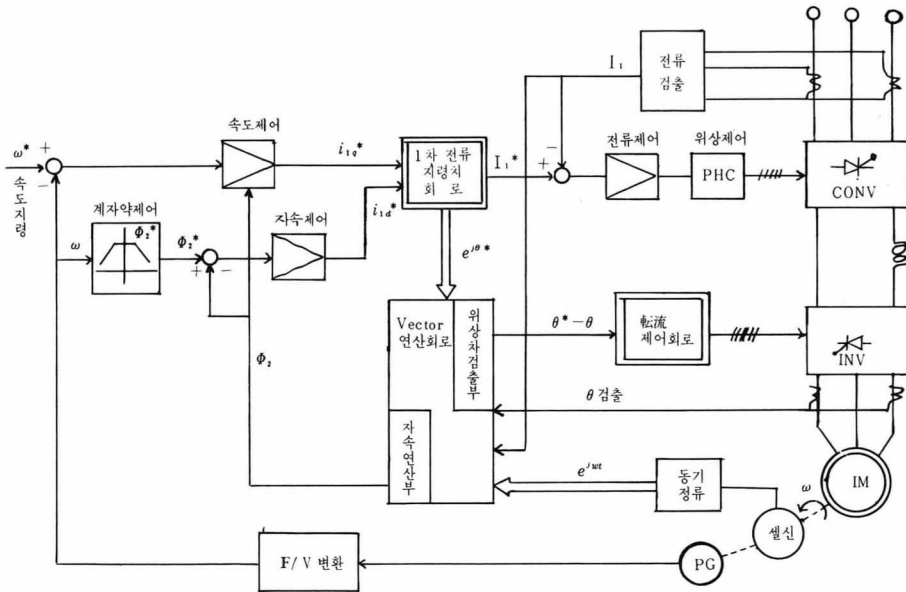 I₁
전류
검출
속도제어
전류제어
위상제어
ω*
+
−
속도지령
i₁q*
1차 전류
지령치
회로
I₁*
+
−
PHC
CONV
계자약제어
자속제어
i₁d*
ω
Φ₂*
Φ₂*
+
−
e^jθ*
Vector
연산회로
위상차검출부
θ*−θ
転流
제어회로
INV
Φ₂
θ 검출
자속연산부
e^jwt
동기
정류
ω
IM
셀신
F/V 변환
PG